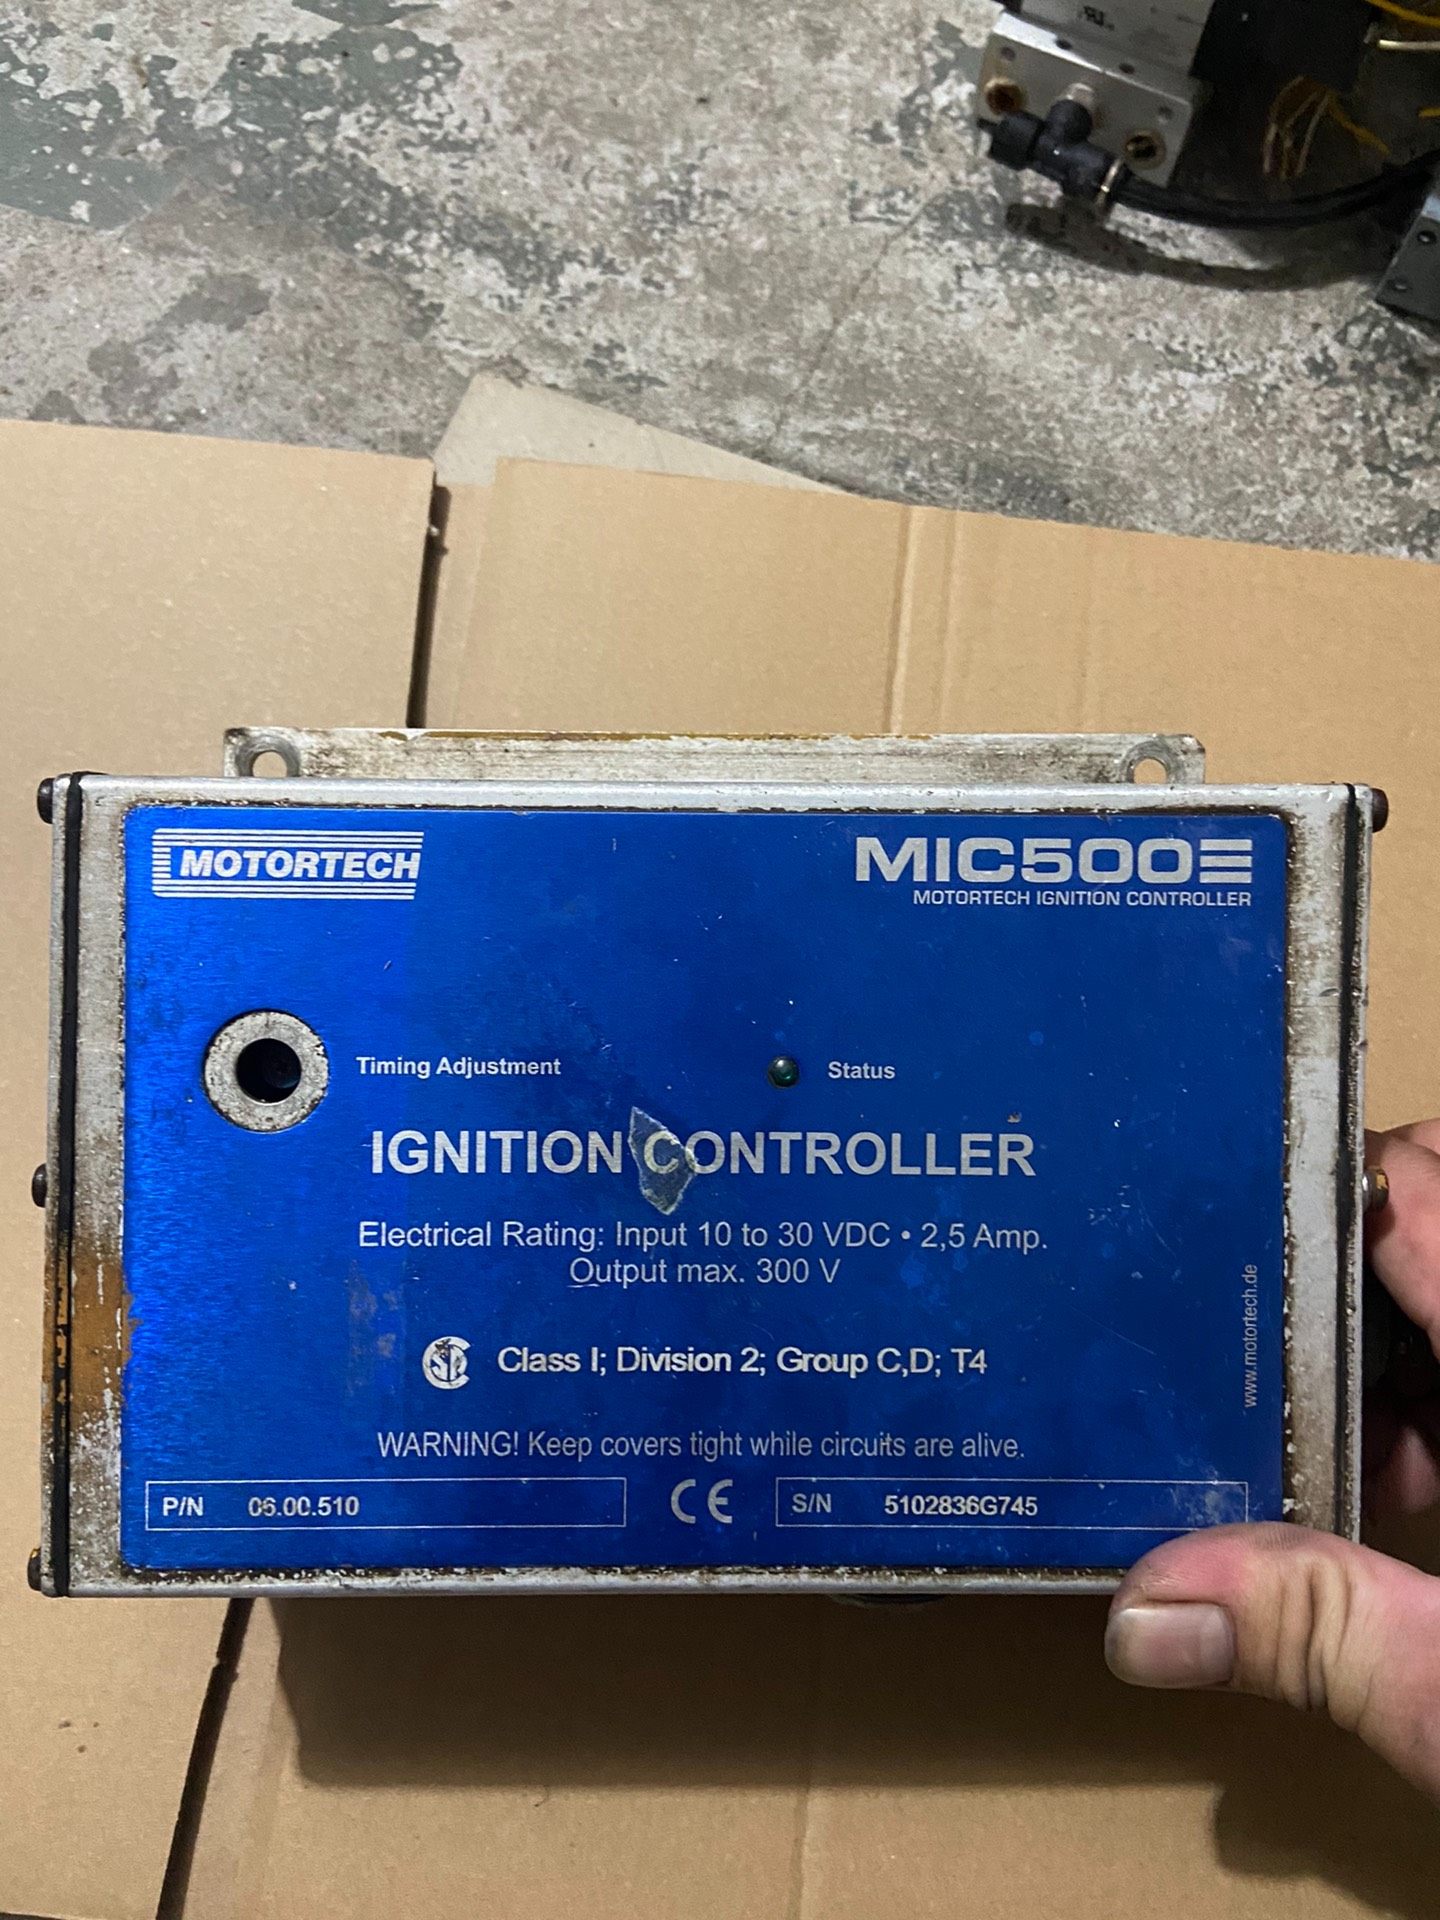 MOTORTECH
MIC500
MOTORTECH IGNITION CONTROLLER
Timing Adjustment
Status
IGNITION CONTROLLER
Electrical Rating: Input 10 to 30 VDC • 2,5 Amp.
Output max. 300 V
Class I; Division 2; Group C,D; T4
WARNING! Keep covers tight while circuits are alive.
P/N 06.00.510
CE
S/N 5102836G745
www.motortech.de